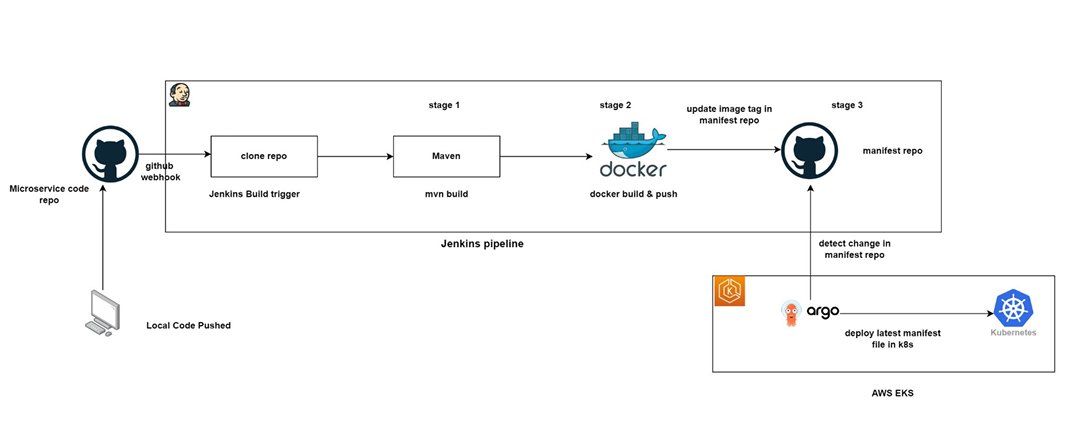 stage 1
stage 2
update image tag in
manifest repo
stage 3
github
webhook
clone repo
Maven
docker
manifest repo
Microservice code
repo
Jenkins Build trigger
mvn build
docker build & push
Jenkins pipeline
detect change in
manifest repo
Local Code Pushed
K
argo
deploy latest manifest
file in k8s
Kubernetes
AWS EKS